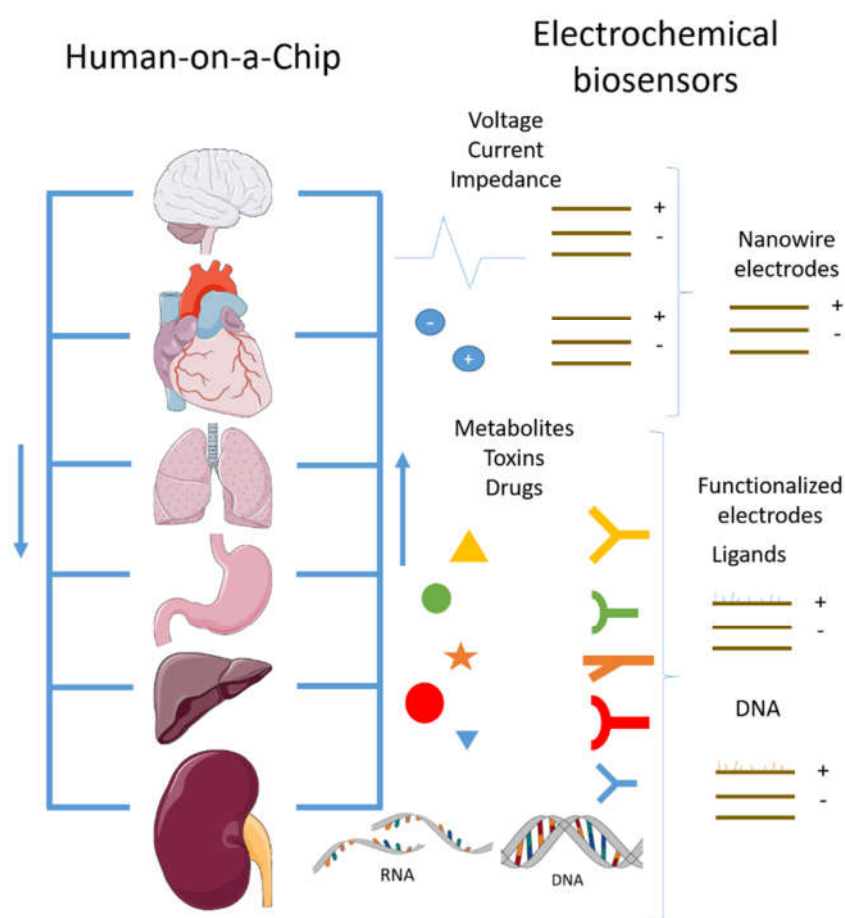 Human-on-a-Chip
Electrochemical
biosensors
Voltage
Current
Impedance
+
-
+
-
Nanowire
electrodes
+
-
-
+
Metabolites
Toxins
Drugs
Functionalized
electrodes
Ligands
+
-
DNA
+
-
RNA
DNA